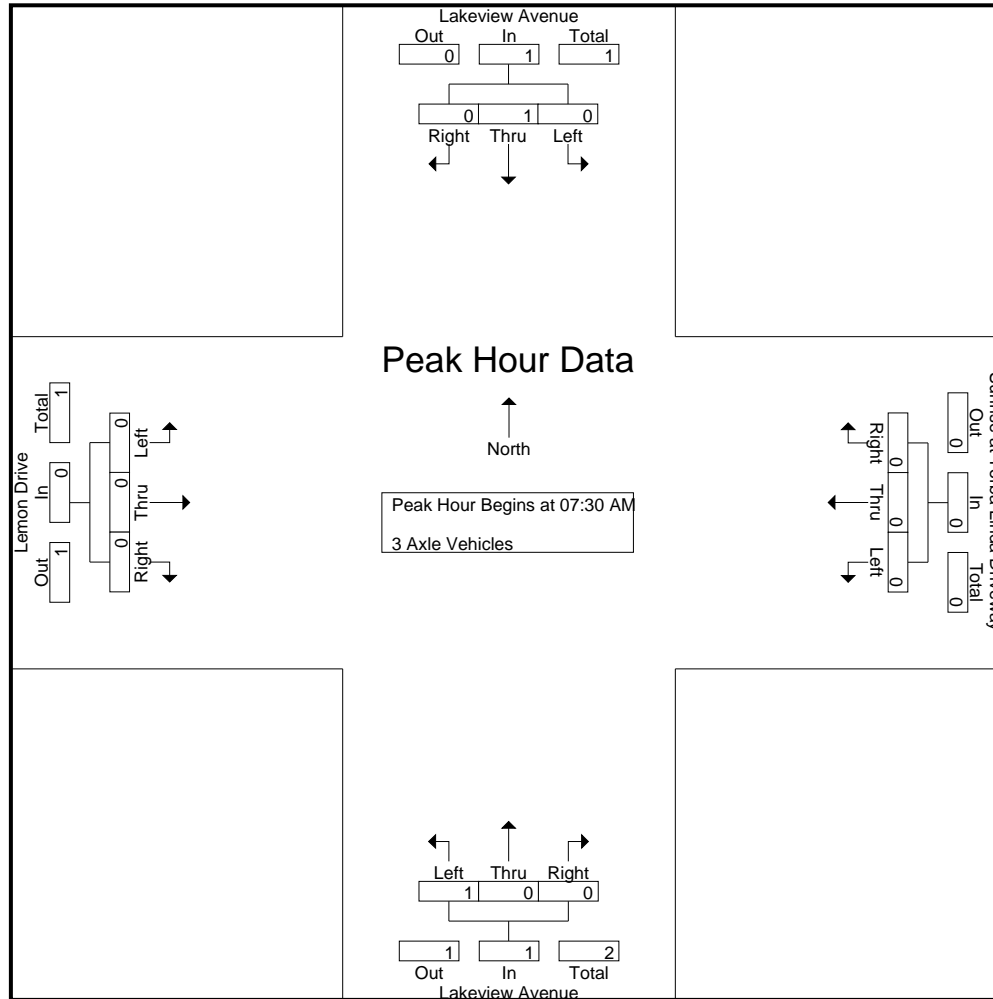 Lakeview Avenue
Out In Total
0 1 1
0 1 0
Right Thru Left
Peak Hour Data
North
Peak Hour Begins at 07:30 AM
3 Axle Vehicles
Lemon Drive
Out In Total
1 0 1
0 0 0
Left Thru Right
Right Thru Left
0 0 0
Out In Total
0 0 0
Linda Driveway
Left Thru Right
1 0 0
1 1 2
Out In Total
Lakeview Avenue